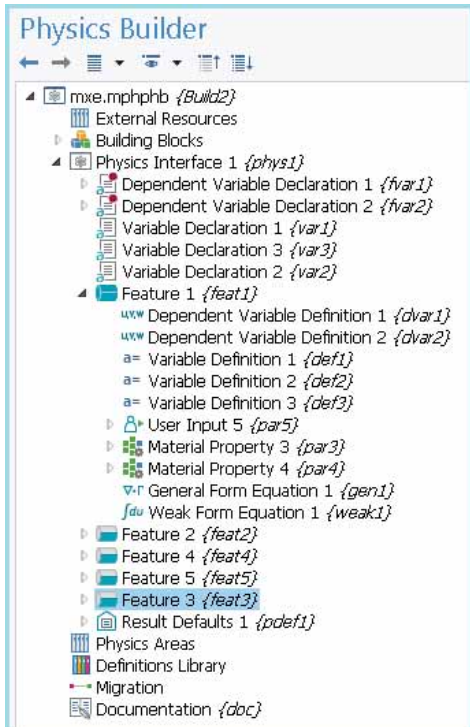 Physics Builder
mxe.mphphb {Build2}
External Resources
Building Blocks
Physics Interface 1 {phys1}
Dependent Variable Declaration 1 {fvar1}
Dependent Variable Declaration 2 {fvar2}
Variable Declaration 1 {var1}
Variable Declaration 3 {var3}
Variable Declaration 2 {var2}
Feature 1 {feat1}
u,v,w Dependent Variable Definition 1 {dvar1}
u,v,w Dependent Variable Definition 2 {dvar2}
a= Variable Definition 1 {def1}
a= Variable Definition 2 {def2}
a= Variable Definition 3 {def3}
User Input 5 {par5}
Material Property 3 {par3}
Material Property 4 {par4}
∇·Γ General Form Equation 1 {gen1}
∫du Weak Form Equation 1 {weak1}
Feature 2 {feat2}
Feature 4 {feat4}
Feature 5 {feat5}
Feature 3 {feat3}
Result Defaults 1 {pdef1}
Physics Areas
Definitions Library
Migration
Documentation {doc}